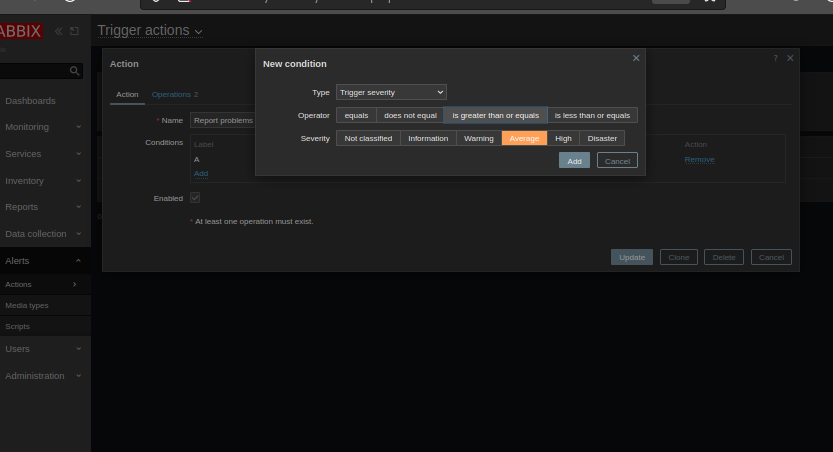 ABBIX
Trigger actions
Action
New condition
?
Action Operations 2
Type Trigger severity
* Name Report problems
Operator equals does not equal is greater than or equals is less than or equals
Severity Not classified Information Warning Average High Disaster
Conditions Label Action
A Remove
Add
Add Cancel
Enabled
* At least one operation must exist.
Update Clone Delete Cancel
Dashboards
Monitoring
Services
Inventory
Reports
Data collection
Alerts
Actions
Media types
Scripts
Users
Administration